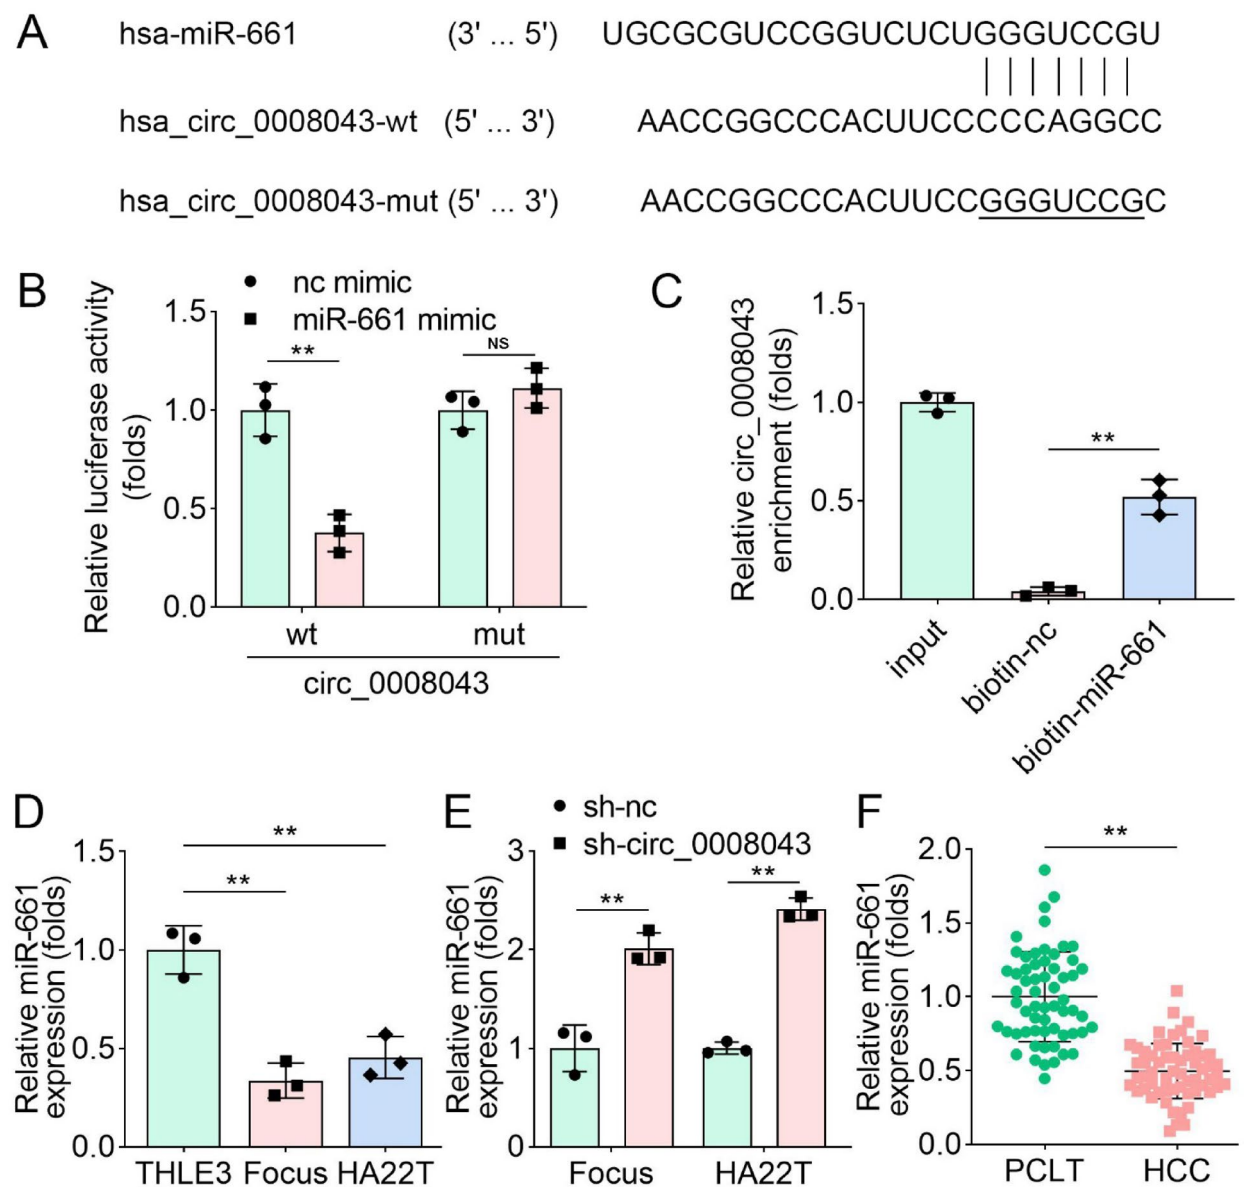 A
hsa-miR-661 (3' ... 5') UGCGCGUCCGGUCUCUGGGUCCGU
hsa_circ_0008043-wt (5' ... 3') AACCGGCCCACUUCCCCCAGGCC
hsa_circ_0008043-mut (5' ... 3') AACCGGCCCACUUCCGGGUCCGC
B
nc mimic
miR-661 mimic
Relative luciferase activity
(folds)
1.5
1.0
0.5
0.0
**
NS
wt mut
circ_0008043
C
Relative circ_0008043
enrichment (folds)
1.5
1.0
0.5
0.0
**
input
biotin-nc
biotin-miR-661
D
Relative miR-661
expression (folds)
1.5
1.0
0.5
0.0
**
**
THLE3 Focus HA22T
E
sh-nc
sh-circ_0008043
Relative miR-661
expression (folds)
3
2
1
0
**
**
Focus HA22T
F
Relative miR-661
expression (folds)
2.0
1.5
1.0
0.5
0.0
**
PCLT HCC